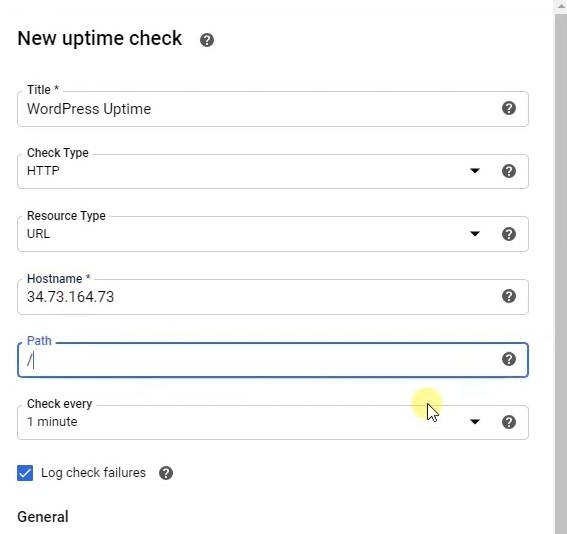 New uptime check
Title *
WordPress Uptime
Check Type
HTTP
Resource Type
URL
Hostname *
34.73.164.73
Path
/
Check every
1 minute
Log check failures
General